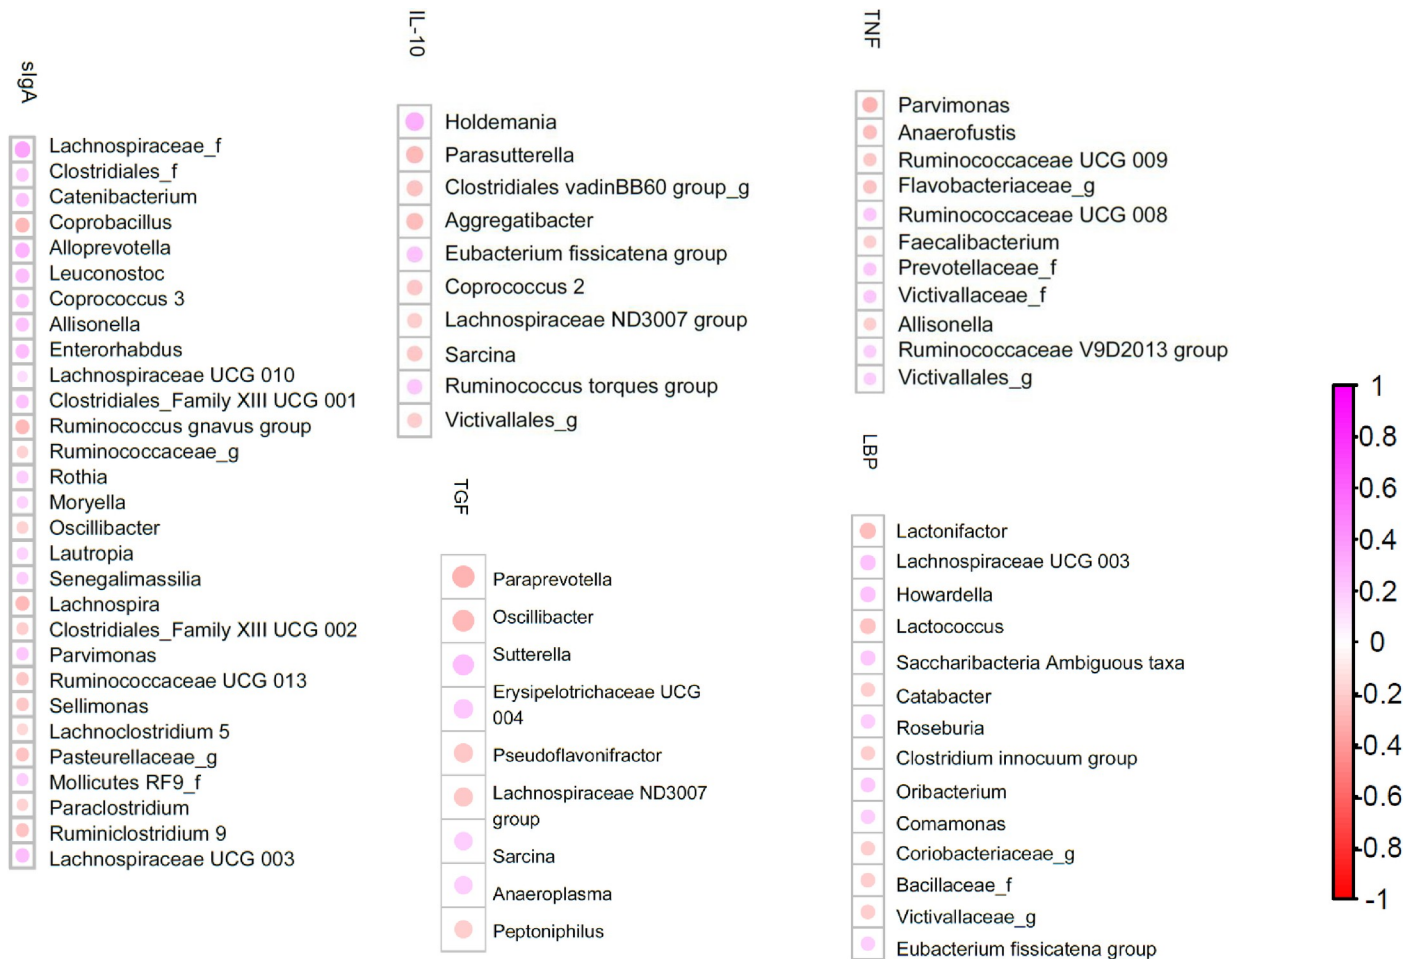 sIgA
Lachnospiraceae_f
Clostridiales_f
Catenibacterium
Coprobacillus
Alloprevotella
Leuconostoc
Coprococcus 3
Allisonella
Enterorhabdus
Lachnospiraceae UCG 010
Clostridiales_Family XIII UCG 001
Ruminococcus gnavus group
Ruminococcaceae_g
Rothia
Moryella
Oscillibacter
Lautropia
Senegalimassilia
Lachnospira
Clostridiales_Family XIII UCG 002
Parvimonas
Ruminococcaceae UCG 013
Sellimonas
Lachnoclostridium 5
Pasteurellaceae_g
Mollicutes RF9_f
Paraclostridium
Ruminiclostridium 9
Lachnospiraceae UCG 003
IL-10
Holdemania
Parasutterella
Clostridiales vadinBB60 group_g
Aggregatibacter
Eubacterium fissicatena group
Coprococcus 2
Lachnospiraceae ND3007 group
Sarcina
Ruminococcus torques group
Victivallales_g
TGF
Paraprevotella
Oscillibacter
Sutterella
Erysipelotrichaceae UCG
004
Pseudoflavonifractor
Lachnospiraceae ND3007
group
Sarcina
Anaeroplasma
Peptoniphilus
TNF
Parvimonas
Anaerofustis
Ruminococcaceae UCG 009
Flavobacteriaceae_g
Ruminococcaceae UCG 008
Faecalibacterium
Prevotellaceae_f
Victivallaceae_f
Allisonella
Ruminococcaceae V9D2013 group
Victivallales_g
LBP
Lactonifactor
Lachnospiraceae UCG 003
Howardella
Lactococcus
Saccharibacteria Ambiguous taxa
Catabacter
Roseburia
Clostridium innocuum group
Oribacterium
Comamonas
Coriobacteriaceae_g
Bacillaceae_f
Victivallaceae_g
Eubacterium fissicatena group
1
0.8
0.6
0.4
0.2
0
-0.2
-0.4
-0.6
-0.8
-1